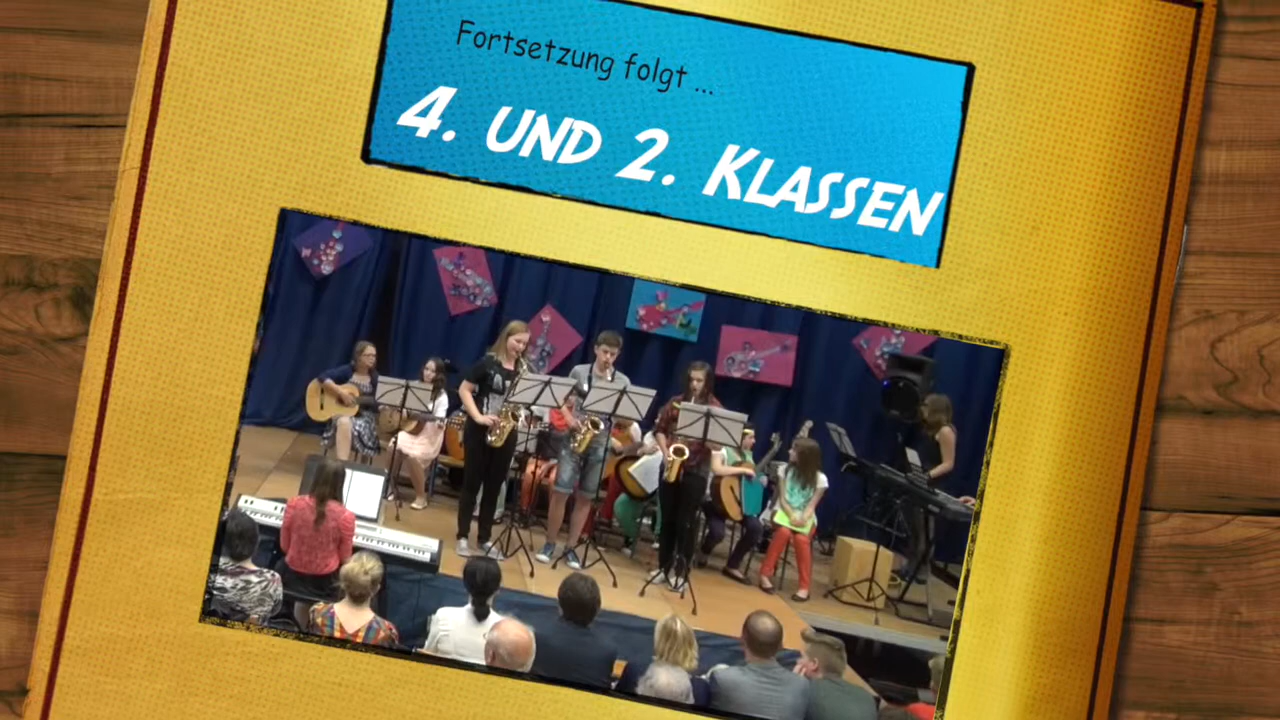 Fortsetzung folgt ...
4. und 2. Klassen